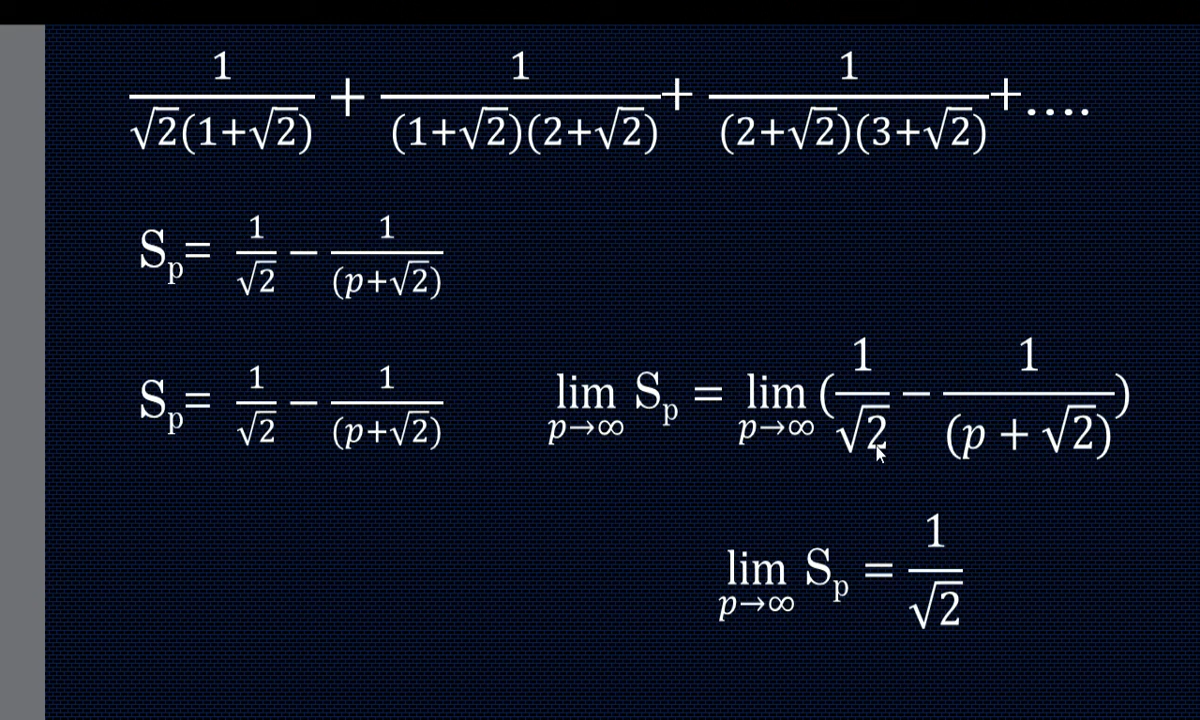 1/(√2(1+√2)) + 1/((1+√2)(2+√2)) + 1/((2+√2)(3+√2)) +....
Sₚ= 1/√2 − 1/((p+√2))
Sₚ= 1/√2 − 1/((p+√2))
lim p→∞ Sₚ = lim p→∞ (1/√2 − 1/((p + √2)))
lim p→∞ Sₚ = 1/√2